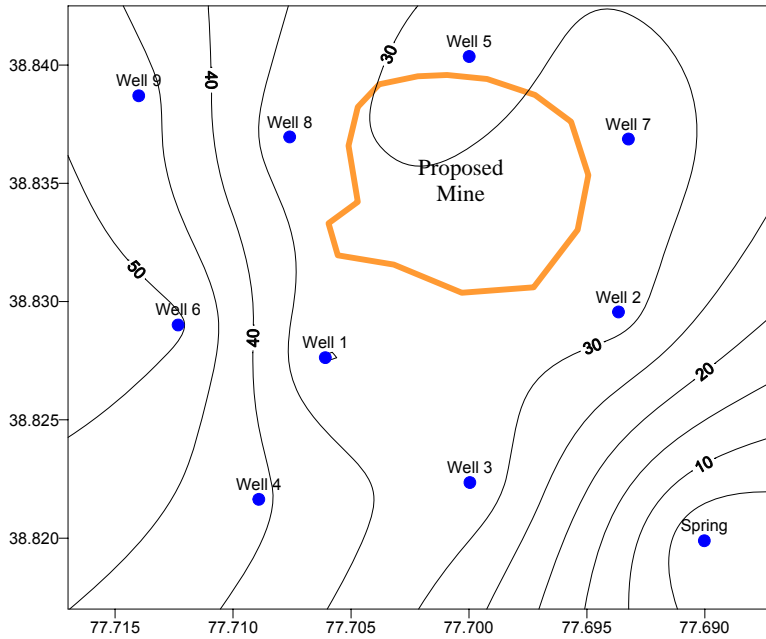 38.840
38.835
38.830
38.825
38.820
77.715
77.710
77.705
77.700
77.695
77.690
Well 5
30
Well 9
40
Well 8
Well 7
Proposed
Mine
50
Well 6
Well 2
40
Well 1
30
20
Well 3
10
Well 4
Spring